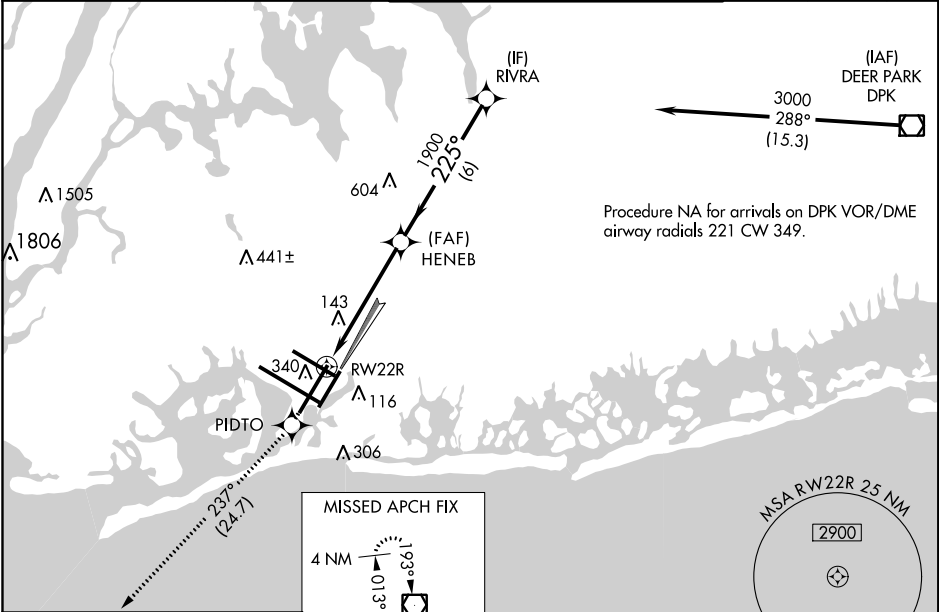 (IF)
RIVRA
(IAF)
DEER PARK
DPK
3000
288°
(15.3)
1900
225°
(6)
604
1505
Procedure NA for arrivals on DPK VOR/DME
airway radials 221 CW 349.
1806
441±
(FAF)
HENEB
143
340
RW22R
116
PIDTO
306
237°
(24.7)
MISSED APCH FIX
4 NM
193°
013°
MSA RW22R 25 NM
2900